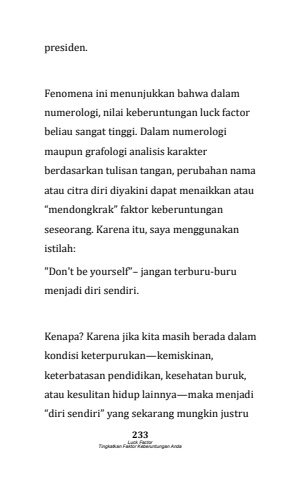 presiden.
Fenomena ini menunjukkan bahwa dalam
numerologi, nilai keberuntungan luck factor
beliau sangat tinggi. Dalam numerologi
maupun grafologi analisis karakter
berdasarkan tulisan tangan, perubahan nama
atau citra diri diyakini dapat menaikkan atau
“mendongkrak” faktor keberuntungan
seseorang. Karena itu, saya menggunakan
istilah:
"Don't be yourself”– jangan terburu-buru
menjadi diri sendiri.
Kenapa? Karena jika kita masih berada dalam
kondisi keterpurukan—kemiskinan,
keterbatasan pendidikan, kesehatan buruk,
atau kesulitan hidup lainnya—maka menjadi
“diri sendiri” yang sekarang mungkin justru
233
Luck Factor
Tingkatkan Faktor Keberuntungan Anda